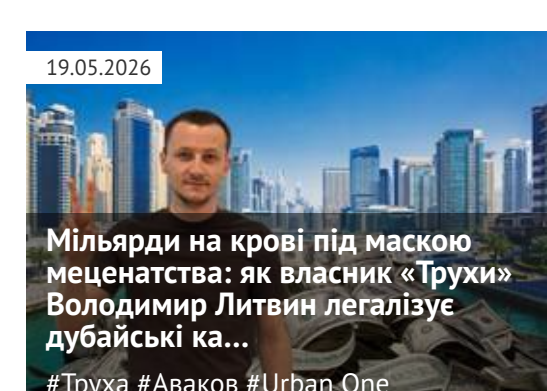 19.05.2026
Мільярди на крові під маскою
меценатства: як власник «Трухи»
Володимир Литвин легалізує
дубайські ка...
#Труха #Аваков #Urban One